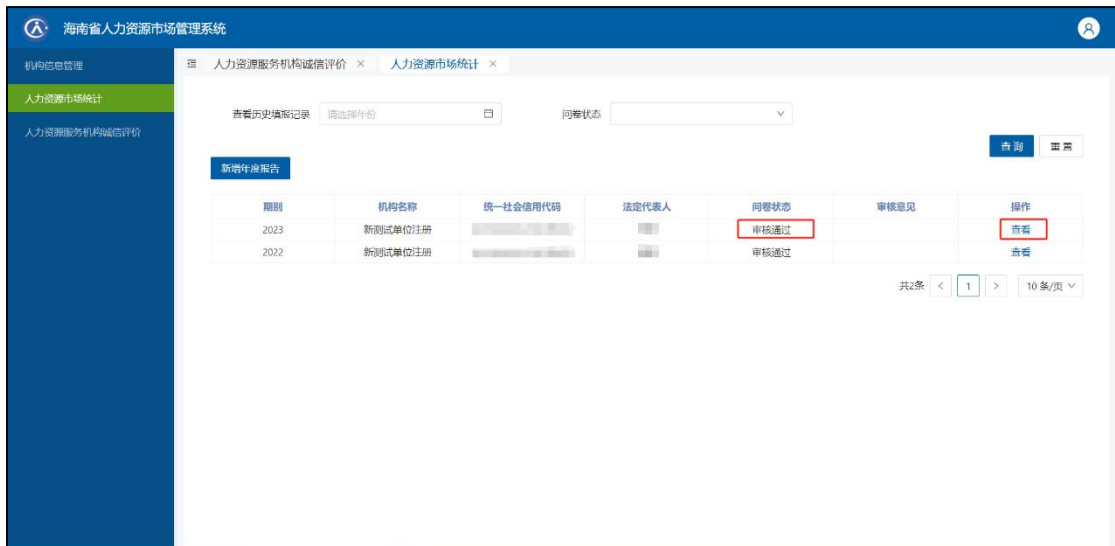 海南省人力资源市场管理系统
机构信息管理
人力资源服务机构诚信评价 × 人力资源市场统计 ×
人力资源市场统计
查看历史填报记录 请选择年份 问卷状态
人力资源服务机构诚信评价
查询 重置
新增年度报告
期别 机构名称 统一社会信用代码 法定代表人 问卷状态 审核意见 操作
2023 新测试单位注册 审核通过 查看
2022 新测试单位注册 审核通过 查看
共2条 < 1 > 10 条/页